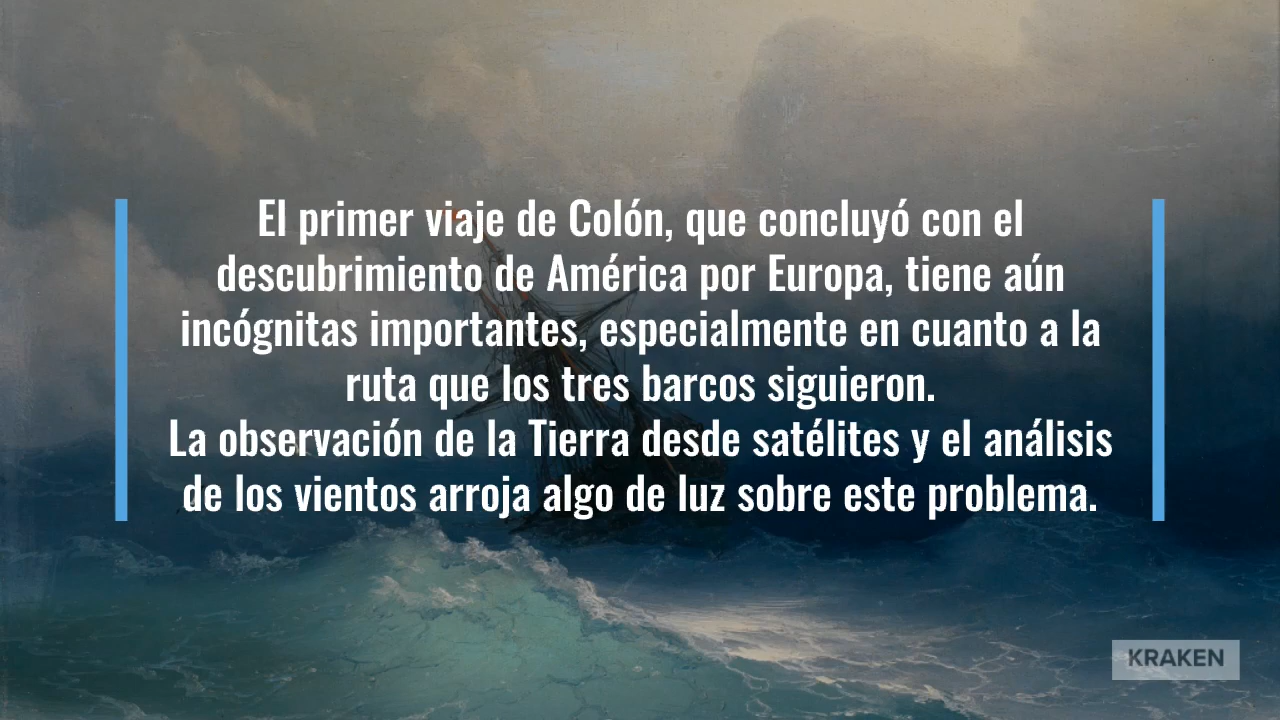 El primer viaje de Colón, que concluyó con el
descubrimiento de América por Europa, tiene aún
incógnitas importantes, especialmente en cuanto a la
ruta que los tres barcos siguieron.
La observación de la Tierra desde satélites y el análisis
de los vientos arroja algo de luz sobre este problema.
KRAKEN